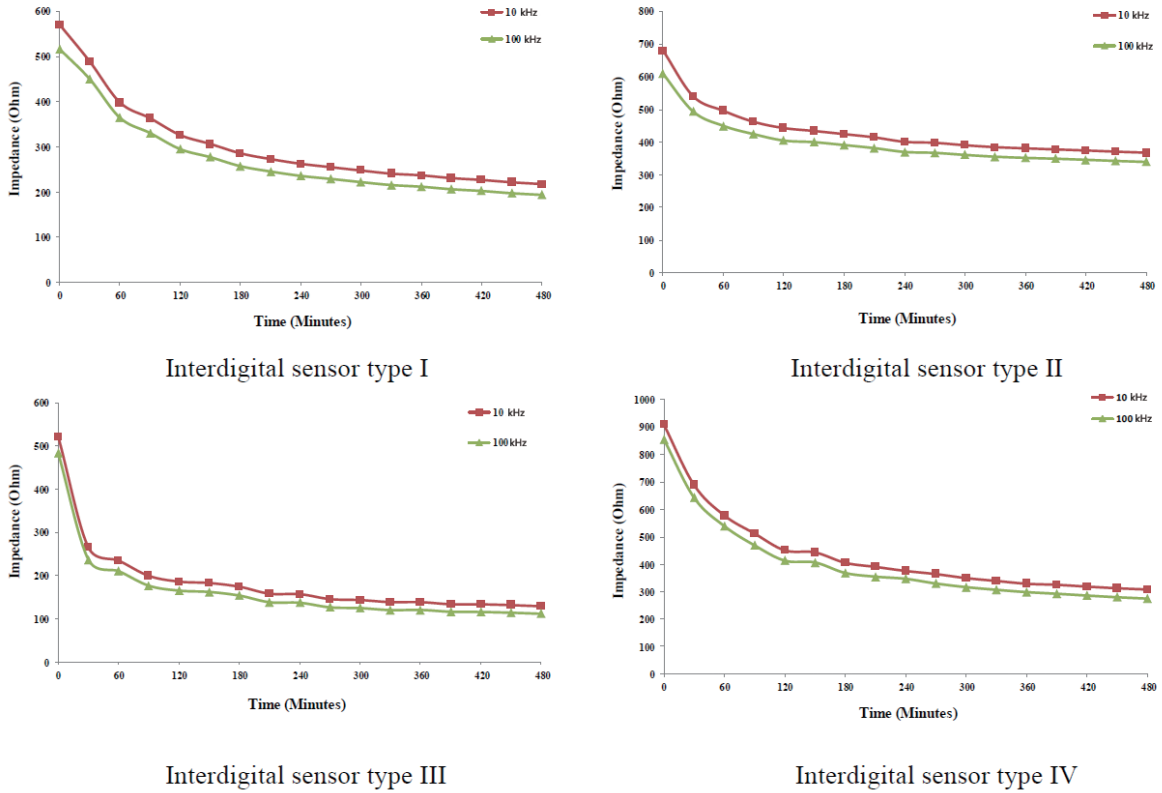 600
500
400
300
200
100
0
Impedance (Ohm)
10 kHz
100 kHz
0 60 120 180 240 300 360 420 480
Time (Minutes)
Interdigital sensor type I
800
700
600
500
400
300
200
100
0
Impedance (Ohm)
10 kHz
100 kHz
0 60 120 180 240 300 360 420 480
Time (Minutes)
Interdigital sensor type II
600
500
400
300
200
100
0
Impedance (Ohm)
10 kHz
100kHz
0 60 120 180 240 300 360 420 480
Time (Minutes)
Interdigital sensor type III
1000
900
800
700
600
500
400
300
200
100
0
Impedance (Ohm)
10 kHz
100 kHz
0 60 120 180 240 300 360 420 480
Time (Minutes)
Interdigital sensor type IV